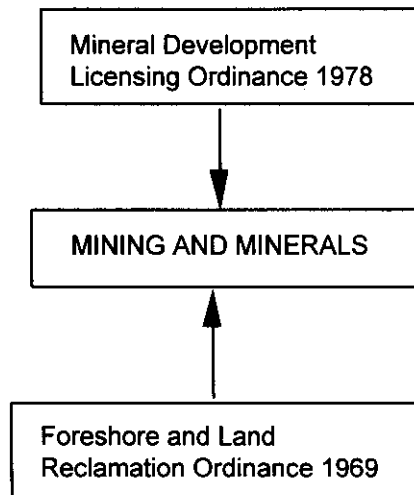 Mineral Development
Licensing Ordinance 1978
MINING AND MINERALS
Foreshore and Land
Reclamation Ordinance 1969